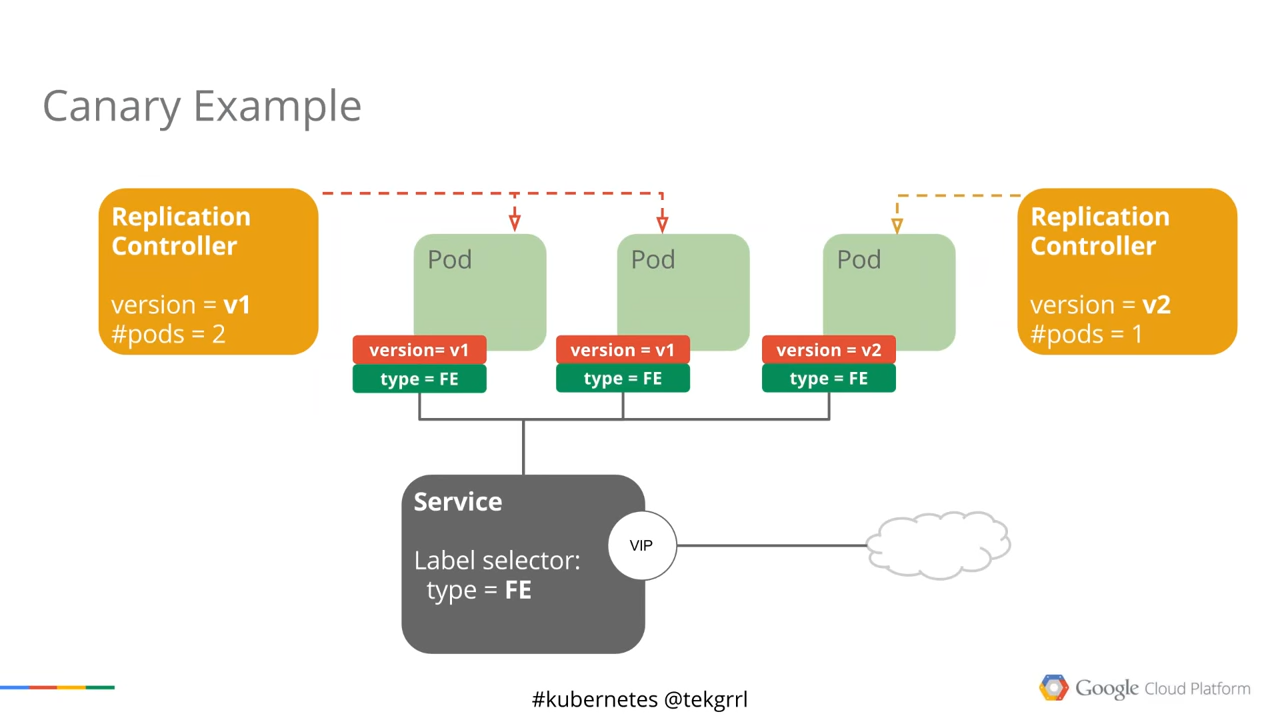 Canary Example
Replication
Controller
version = v1
#pods = 2
Pod
version= v1
type = FE
Pod
version = v1
type = FE
Pod
version = v2
type = FE
Replication
Controller
version = v2
#pods = 1
Service
Label selector:
type = FE
VIP
#kubernetes @tekgrrl
Google Cloud Platform